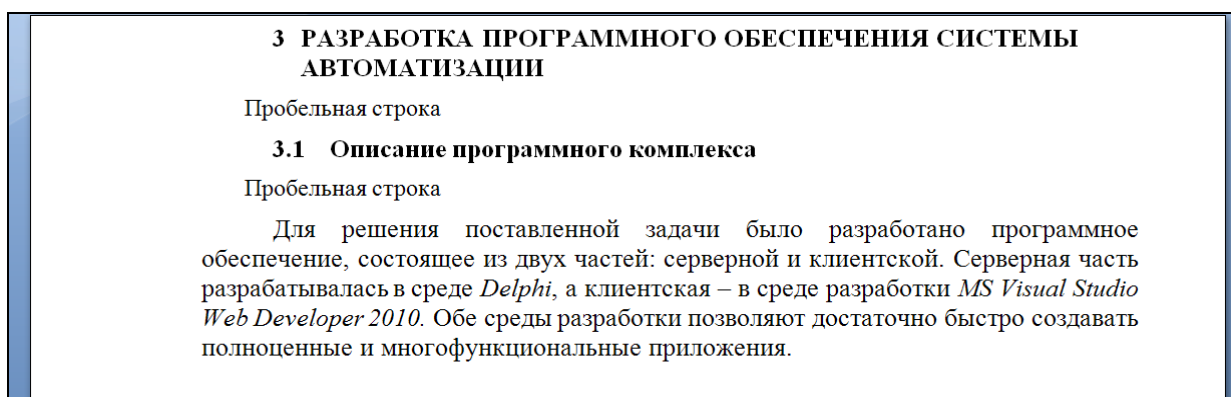 3 РАЗРАБОТКА ПРОГРАММНОГО ОБЕСПЕЧЕНИЯ СИСТЕМЫ
АВТОМАТИЗАЦИИ
Пробельная строка
3.1 Описание программного комплекса
Пробельная строка
Для решения поставленной задачи было разработано программное
обеспечение, состоящее из двух частей: серверной и клиентской. Серверная часть
разрабатывалась в среде Delphi, а клиентская – в среде разработки MS Visual Studio
Web Developer 2010. Обе среды разработки позволяют достаточно быстро создавать
полноценные и многофункциональные приложения.